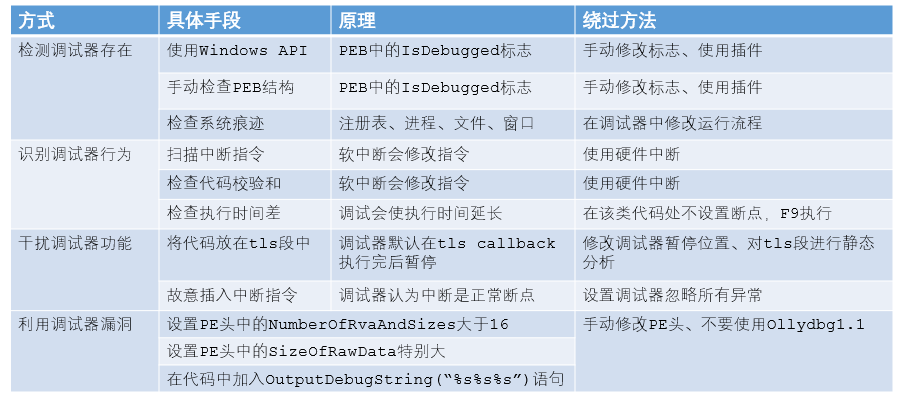 方式 具体手段 原理 绕过方法
检测调试器存在 使用Windows API PEB中的IsDebugged标志 手动修改标志、使用插件
手动检查PEB结构 PEB中的IsDebugged标志 手动修改标志、使用插件
检查系统痕迹 注册表、进程、文件、窗口 在调试器中修改运行流程
识别调试器行为 扫描中断指令 软中断会修改指令 使用硬件中断
检查代码校验和 软中断会修改指令 使用硬件中断
检查执行时间差 调试会使执行时间延长 在该类代码处不设置断点，F9执行
干扰调试器功能 将代码放在tls段中 调试器默认在tls callback 修改调试器暂停位置、对tls段进行静态
执行完后暂停 分析
故意插入中断指令 调试器认为中断是正常断点 设置调试器忽略所有异常
利用调试器漏洞 设置PE头中的NumberOfRvaAndSizes大于16 手动修改PE头、不要使用Ollydbg1.1
设置PE头中的SizeOfRawData特别大
在代码中加入OutputDebugString(“%s%s%s”)语句